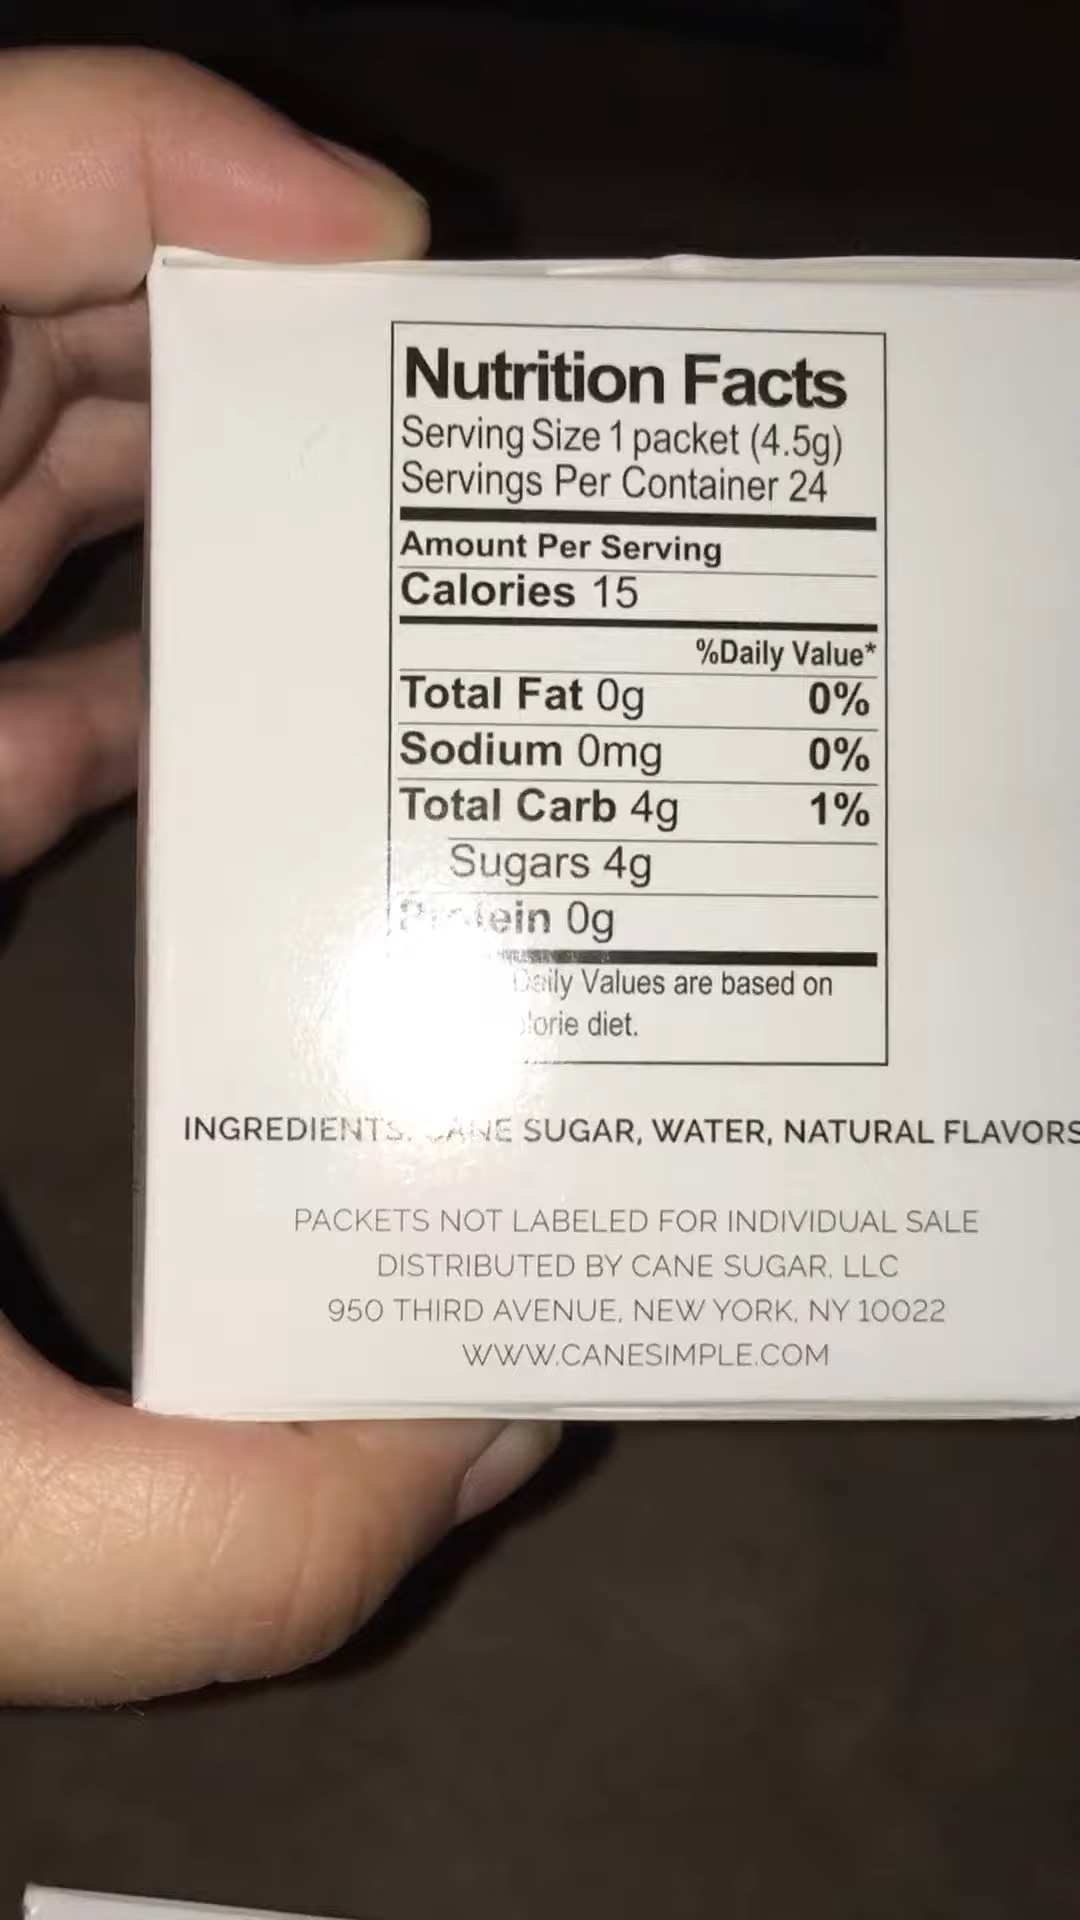 Nutrition Facts
Serving Size 1 packet (4.5g)
Servings Per Container 24
Amount Per Serving
Calories 15
%Daily Value*
Total Fat 0g 0%
Sodium 0mg 0%
Total Carb 4g 1%
Sugars 4g
Protein 0g
Daily Values are based on
diet.
INGREDIENTS: CANE SUGAR, WATER, NATURAL FLAVORS
PACKETS NOT LABELED FOR INDIVIDUAL SALE
DISTRIBUTED BY CANE SUGAR, LLC
950 THIRD AVENUE, NEW YORK, NY 10022
WWW.CANESIMPLE.COM